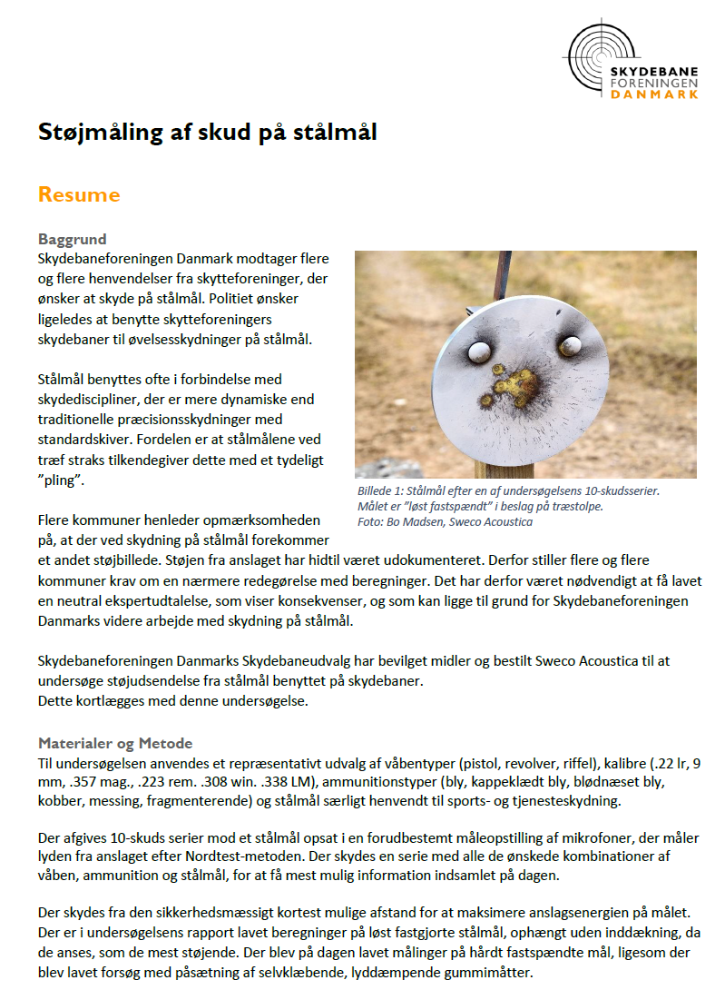 SKYDEBANE
FORENINGEN
DANMARK
Støjmåling af skud på stålmål
Resume
Baggrund
Skydebaneforeningen Danmark modtager flere
og flere henvendelser fra skytteforeninger, der
ønsker at skyde på stålmål. Politiet ønsker
ligeledes at benytte skytteforeningers
skydebaner til øvelsesskydninger på stålmål.
Stålmål benyttes ofte i forbindelse med
skydediscipliner, der er mere dynamiske end
traditionelle præcisionsskydninger med
standardskiver. Fordelen er at stålmålene ved
træf straks tilkendegiver dette med et tydeligt
”pling”.
Billede 1: Stålmål efter en af undersøgelsens 10-skudsserier.
Målet er ”løst fastspændt” i beslag på træstolpe.
Foto: Bo Madsen, Sweco Acoustica
Flere kommuner henleder opmærksomheden
på, at der ved skydning på stålmål forekommer
et andet støjbillede. Støjen fra anslaget har hidtil været udokumenteret. Derfor stiller flere og flere
kommuner krav om en nærmere redegørelse med beregninger. Det har derfor været nødvendigt at få lavet
en neutral ekspertudtalelse, som viser konsekvenser, og som kan ligge til grund for Skydebaneforeningen
Danmarks videre arbejde med skydning på stålmål.
Skydebaneforeningen Danmarks Skydebaneudvalg har bevilget midler og bestilt Sweco Acoustica til at
undersøge støjudsendelse fra stålmål benyttet på skydebaner.
Dette kortlægges med denne undersøgelse.
Materialer og Metode
Til undersøgelsen anvendes et repræsentativt udvalg af våbentyper (pistol, revolver, riffel), kalibre (.22 lr, 9
mm, .357 mag., .223 rem. .308 win. .338 LM), ammunitionstyper (bly, kappeklædt bly, blødnæset bly,
kobber, messing, fragmenterende) og stålmål særligt henvendt til sports- og tjenesteskydning.
Der afgives 10-skuds serier mod et stålmål opsat i en forudbestemt måleopstilling af mikrofoner, der måler
lyden fra anslaget efter Nordtest-metoden. Der skydes en serie med alle de ønskede kombinationer af
våben, ammunition og stålmål, for at få mest mulig information indsamlet på dagen.
Der skydes fra den sikkerhedsmæssigt kortest mulige afstand for at maksimere anslagsenergien på målet.
Der er i undersøgelsens rapport lavet beregninger på løst fastgjorte stålmål, ophængt uden inddækning, da
de anses, som de mest støjende. Der blev på dagen lavet målinger på hårdt fastspændte mål, ligesom der
blev lavet forsøg med påsætning af selvklæbende, lyddæmpende gummimåtter.